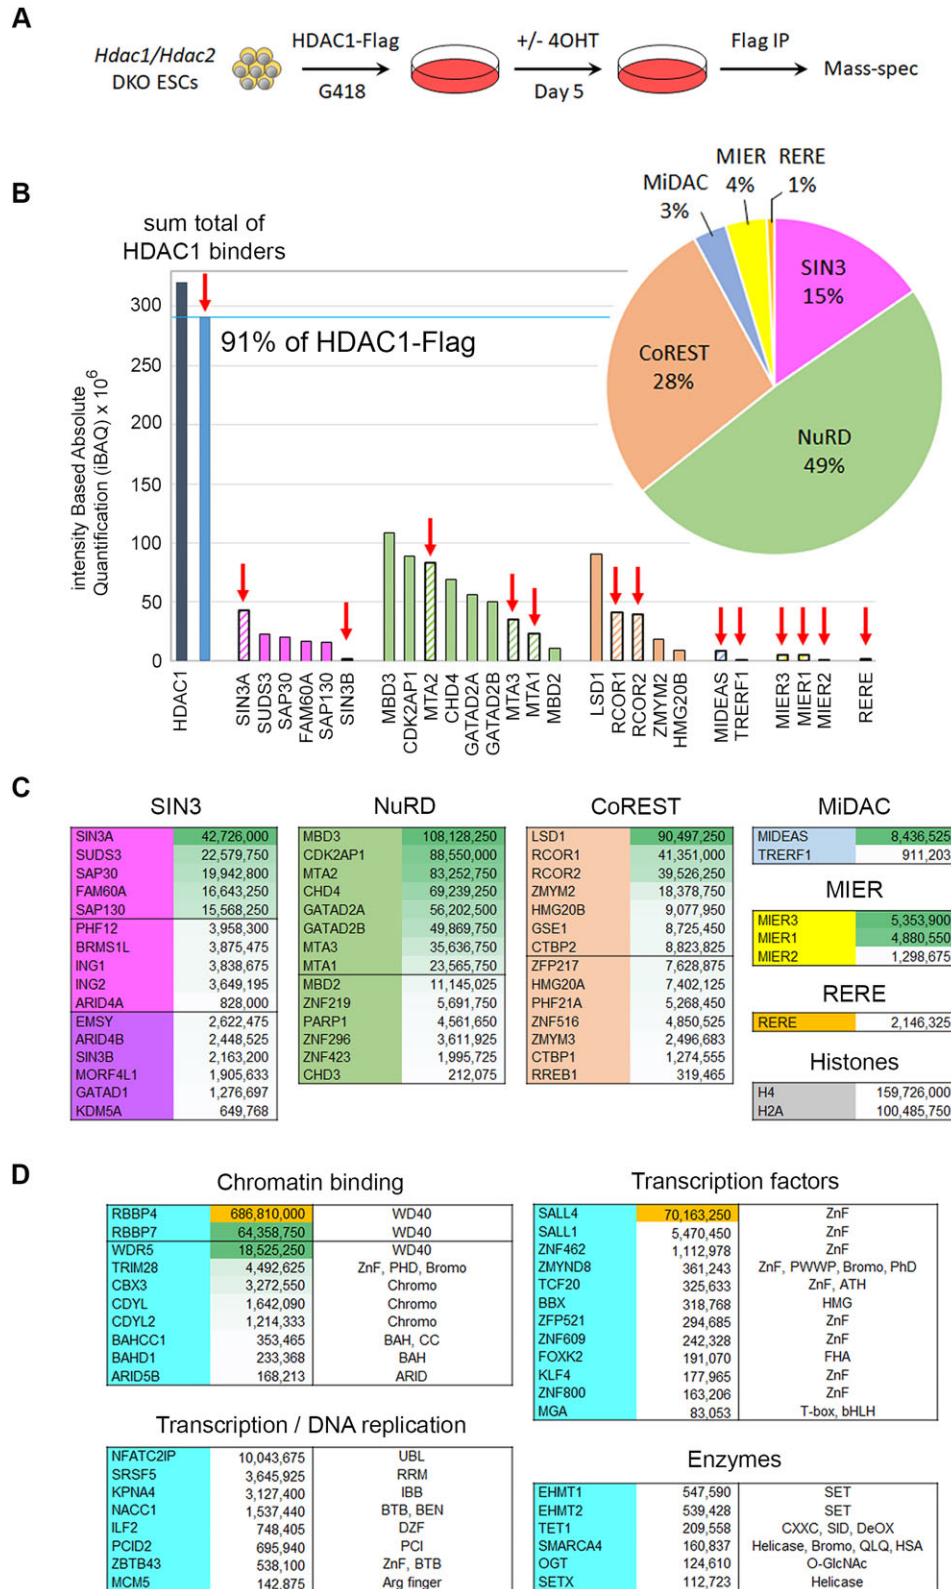 A
Hdac1/Hdac2
DKO ESCs
HDAC1-Flag
G418
+/- 4OHT
Day 5
Flag IP
Mass-spec
B
sum total of
HDAC1 binders
91% of HDAC1-Flag
intensity Based Absolute
Quantification (iBAQ) x 10⁶
300
250
200
150
100
50
0
HDAC1
SIN3A
SUDS3
SAP30
FAM60A
SAP130
SIN3B
MBD3
CDK2AP1
MTA2
CHD4
GATAD2A
GATAD2B
MTA3
MTA1
MBD2
LSD1
RCOR1
RCOR2
ZMYM2
HMG20B
MIDEAS
TRERF1
MIER3
MIER1
MIER2
RERE
MiDAC
3%
MIER
4%
RERE
1%
SIN3
15%
CoREST
28%
NuRD
49%
C
SIN3
SIN3A 42,726,000
SUDS3 22,579,750
SAP30 19,942,800
FAM60A 16,643,250
SAP130 15,568,250
PHF12 3,958,300
BRMS1L 3,875,475
ING1 3,838,675
ING2 3,649,195
ARID4A 828,000
EMSY 2,622,475
ARID4B 2,448,525
SIN3B 2,163,200
MORF4L1 1,905,633
GATAD1 1,276,697
KDM5A 649,768
NuRD
MBD3 108,128,250
CDK2AP1 88,550,000
MTA2 83,252,750
CHD4 69,239,250
GATAD2A 56,202,500
GATAD2B 49,869,750
MTA3 35,636,750
MTA1 23,565,750
MBD2 11,145,025
ZNF219 5,691,750
PARP1 4,561,650
ZNF296 3,611,925
ZNF423 1,995,725
CHD3 212,075
CoREST
LSD1 90,497,250
RCOR1 41,351,000
RCOR2 39,526,250
ZMYM2 18,378,750
HMG20B 9,077,950
GSE1 8,725,450
CTBP2 8,823,825
ZFP217 7,628,875
HMG20A 7,402,125
PHF21A 5,268,450
ZNF516 4,850,525
ZMYM3 2,496,683
CTBP1 1,274,555
RREB1 319,465
MiDAC
MIDEAS 8,436,525
TRERF1 911,203
MIER
MIER3 5,353,900
MIER1 4,880,550
MIER2 1,298,675
RERE
RERE 2,146,325
Histones
H4 159,726,000
H2A 100,485,750
D
Chromatin binding
RBBP4 686,810,000 WD40
RBBP7 64,358,750 WD40
WDR5 18,525,250 WD40
TRIM28 4,492,625 ZnF, PHD, Bromo
CBX3 3,272,550 Chromo
CDYL 1,642,090 Chromo
CDYL2 1,214,333 Chromo
BAHCC1 353,465 BAH, CC
BAHD1 233,368 BAH
ARID5B 168,213 ARID
Transcription factors
SALL4 70,163,250 ZnF
SALL1 5,470,450 ZnF
ZNF462 1,112,978 ZnF
ZMYND8 361,243 ZnF, PWWP, Bromo, PhD
TCF20 325,633 ZnF, ATH
BBX 318,768 HMG
ZFP521 294,685 ZnF
ZNF609 242,328 ZnF
FOXK2 191,070 FHA
KLF4 177,965 ZnF
ZNF800 163,206 ZnF
MGA 83,053 T-box, bHLH
Transcription / DNA replication
NFATC2IP 10,043,675 UBL
SRSF5 3,645,925 RRM
KPNA4 3,127,400 IBB
NACC1 1,537,440 BTB, BEN
ILF2 748,405 DZF
PCID2 695,940 PCI
ZBTB43 538,100 ZnF, BTB
MCM5 142,875 Arg finger
Enzymes
EHMT1 547,590 SET
EHMT2 539,428 SET
TET1 209,558 CXXC, SID, DeOX
SMARCA4 160,837 Helicase, Bromo, QLQ, HSA
OGT 124,610 O-GlcNAc
SETX 112,723 Helicase